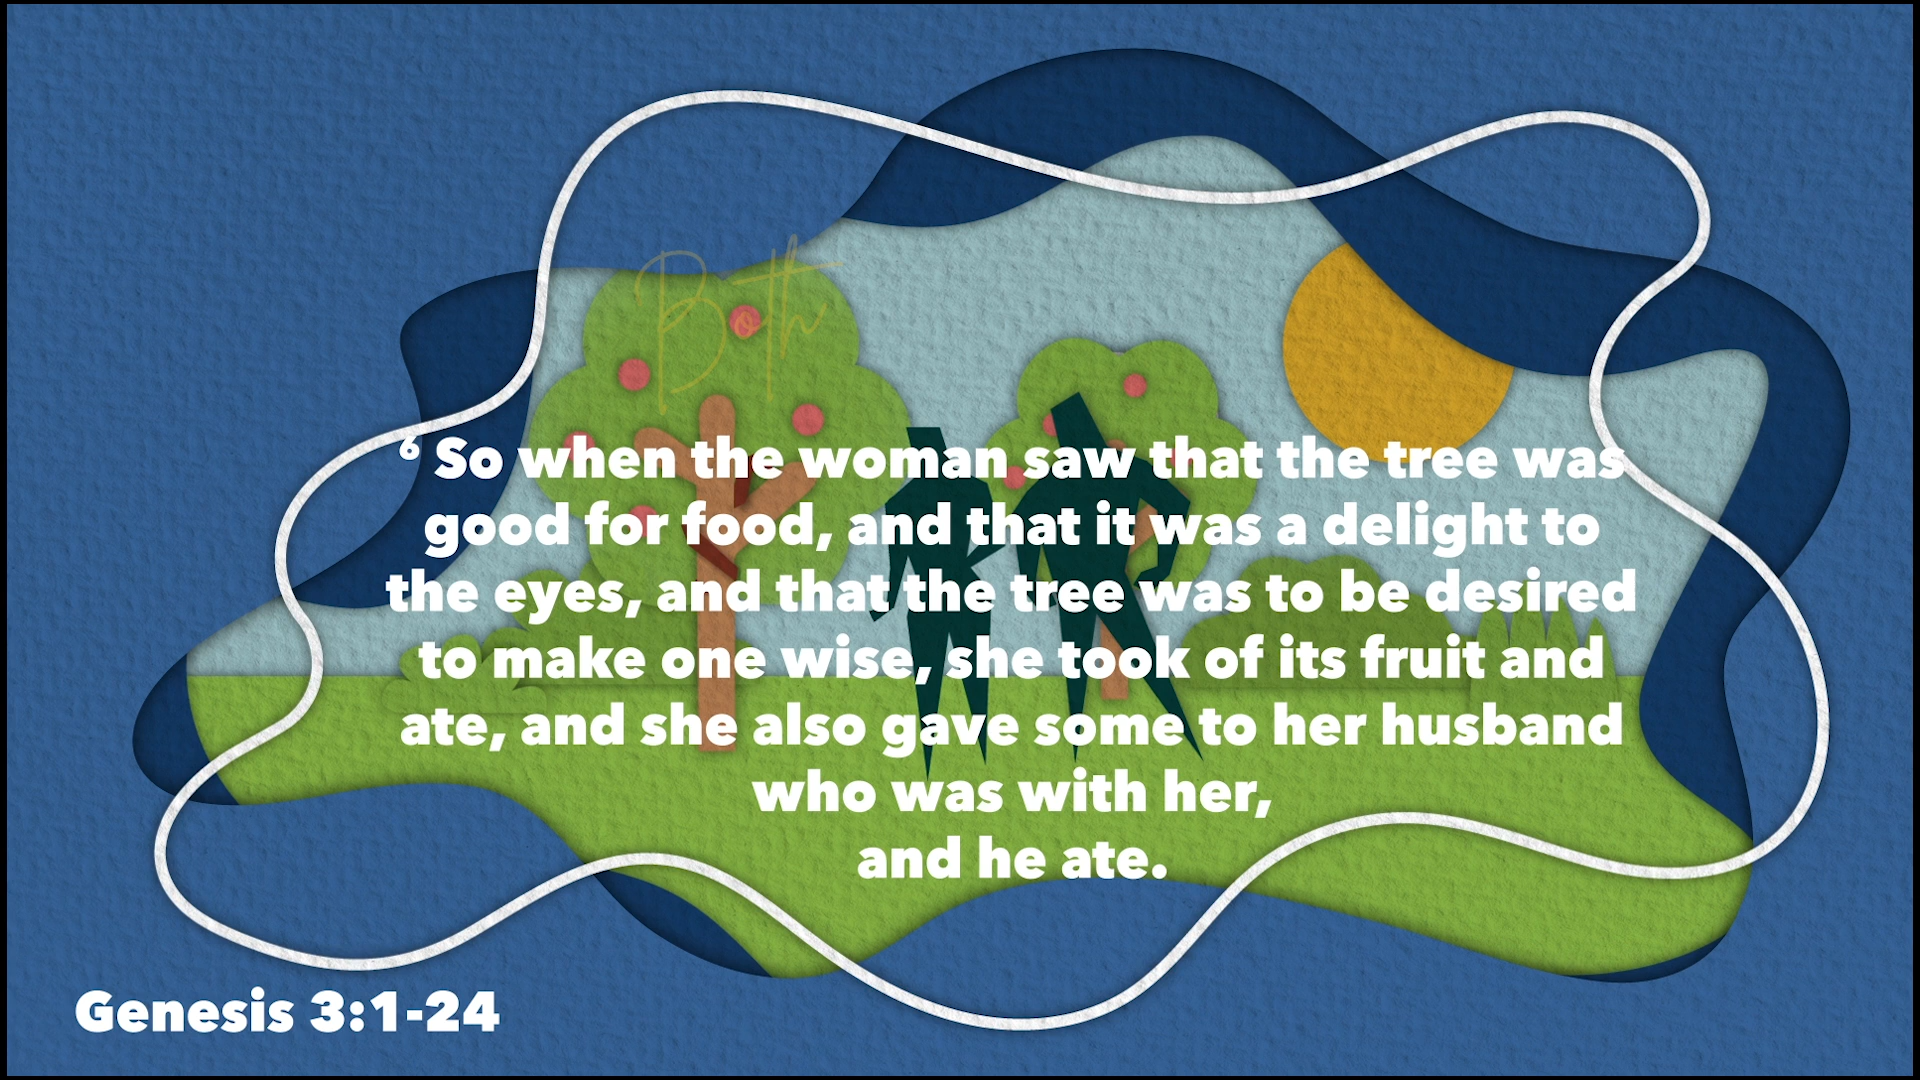 Both
⁶ So when the woman saw that the tree was
good for food, and that it was a delight to
the eyes, and that the tree was to be desired
to make one wise, she took of its fruit and
ate, and she also gave some to her husband
who was with her,
and he ate.
Genesis 3:1-24